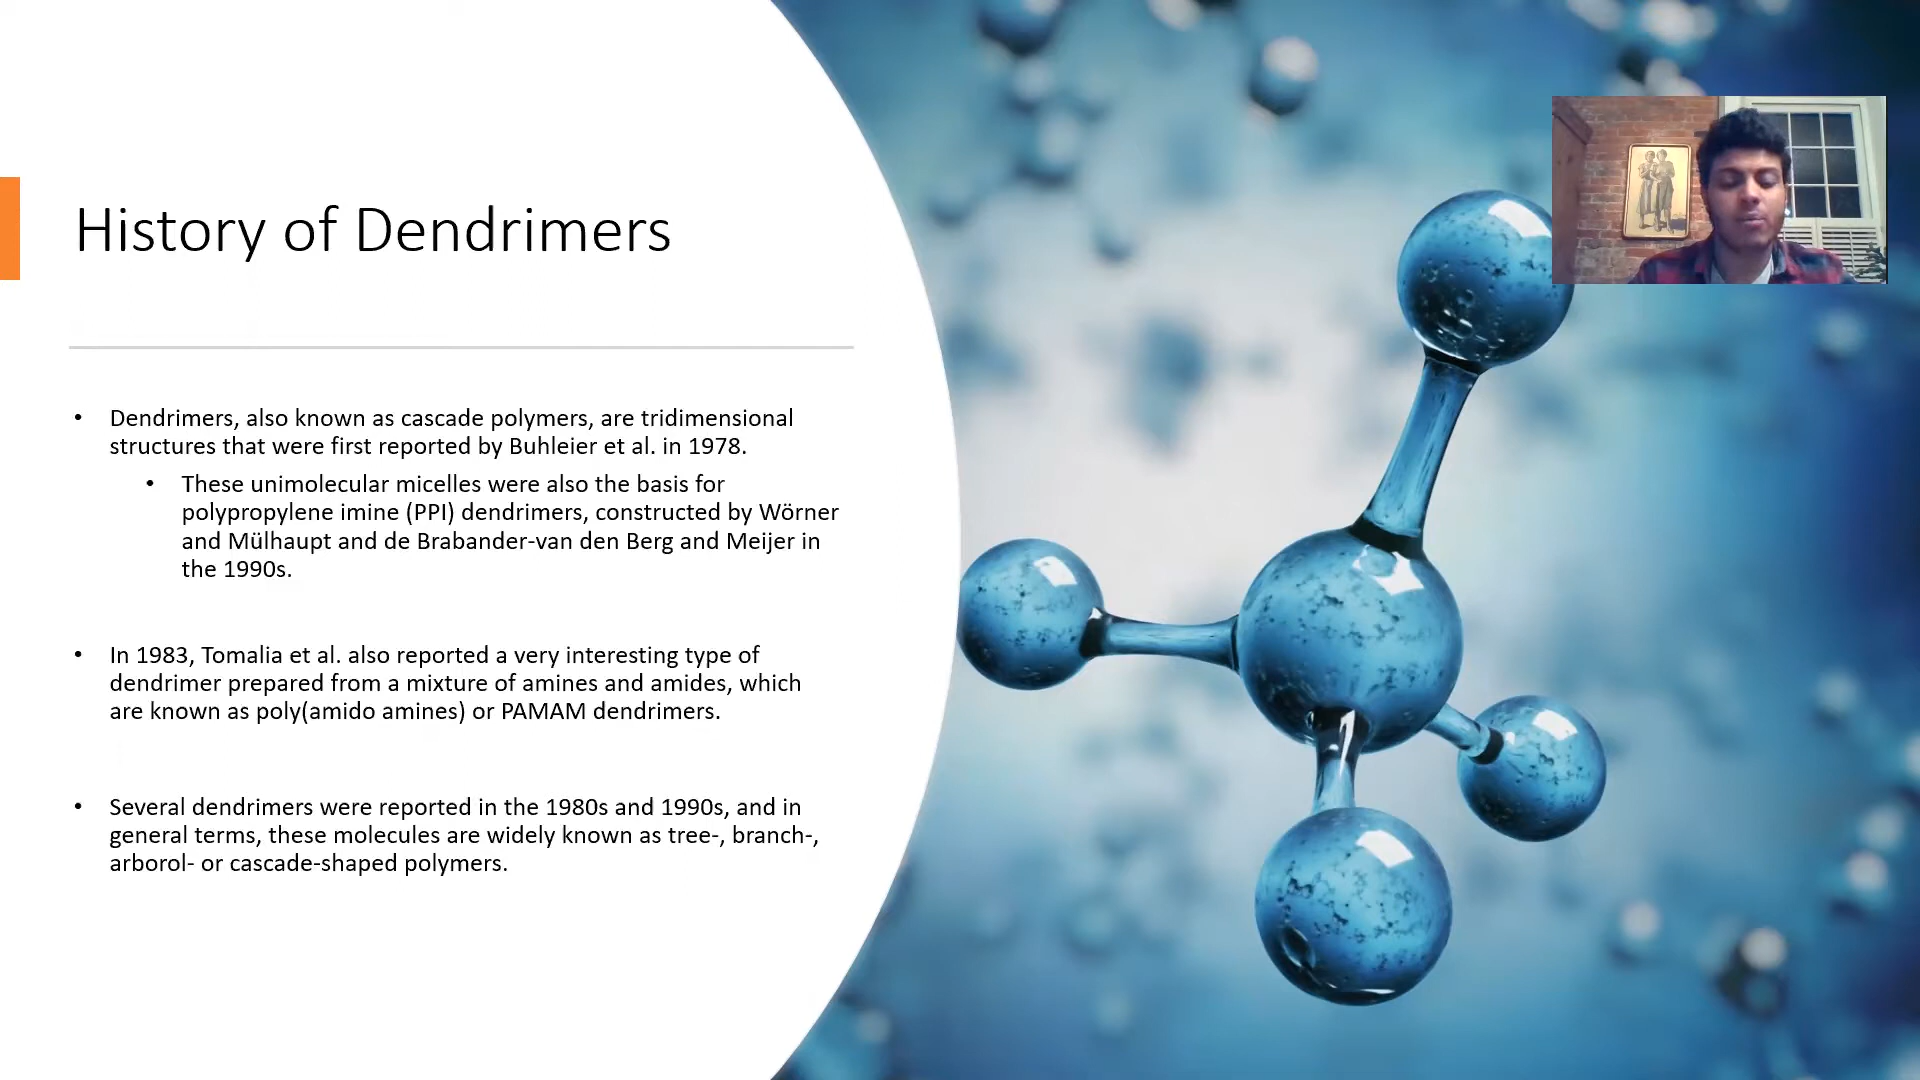 History of Dendrimers
• Dendrimers, also known as cascade polymers, are tridimensional
structures that were first reported by Buhleier et al. in 1978.
• These unimolecular micelles were also the basis for
polypropylene imine (PPI) dendrimers, constructed by Wörner
and Mülhaupt and de Brabander-van den Berg and Meijer in
the 1990s.
• In 1983, Tomalia et al. also reported a very interesting type of
dendrimer prepared from a mixture of amines and amides, which
are known as poly(amido amines) or PAMAM dendrimers.
• Several dendrimers were reported in the 1980s and 1990s, and in
general terms, these molecules are widely known as tree-, branch-,
arborol- or cascade-shaped polymers.